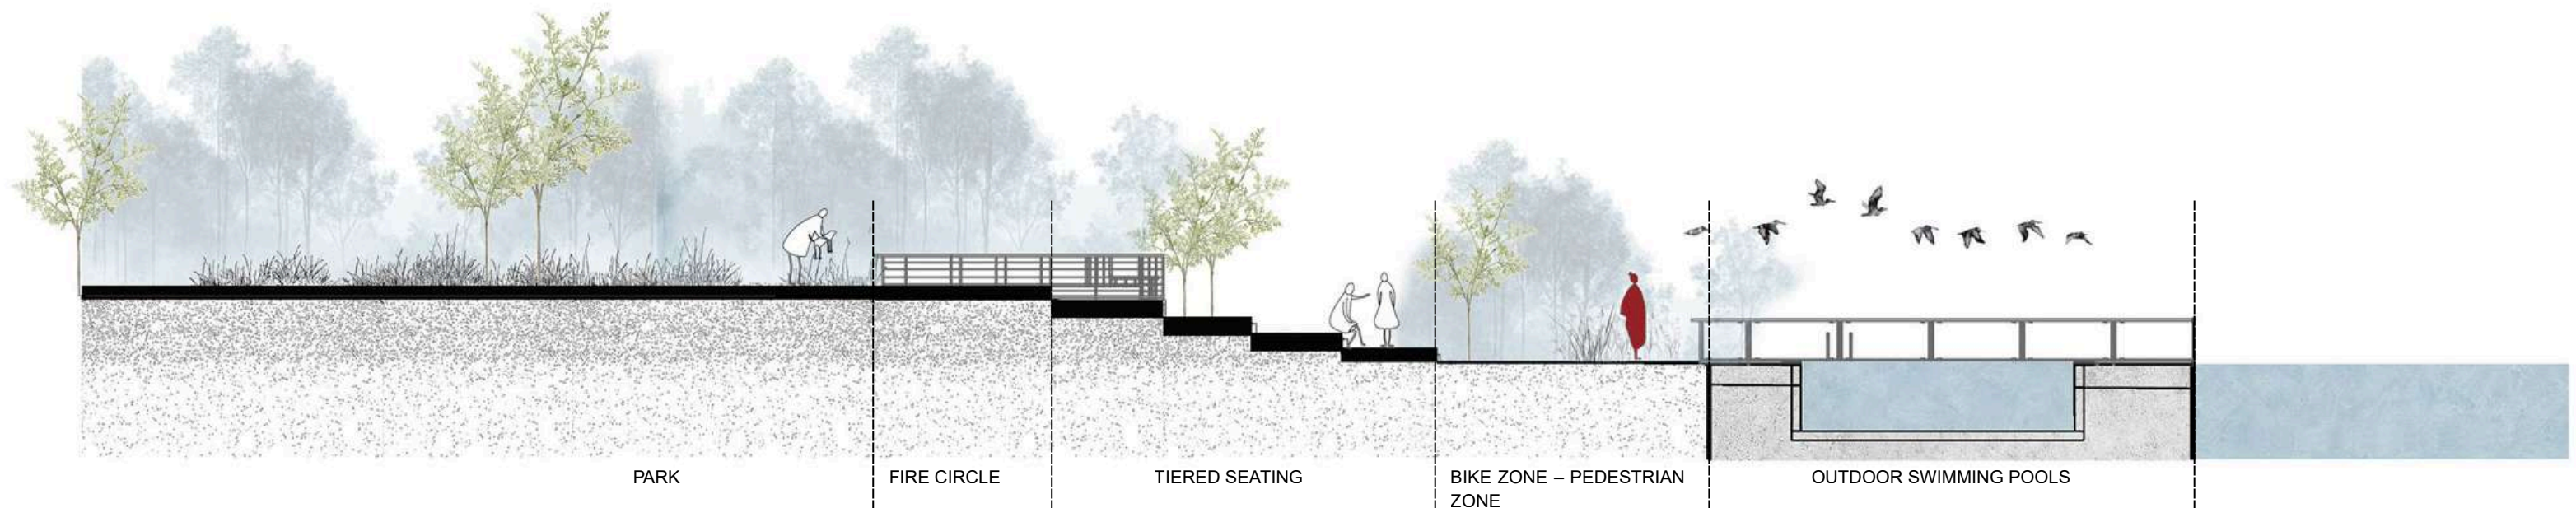 PARK
FIRE CIRCLE
TIERED SEATING
BIKE ZONE – PEDESTRIAN
ZONE
OUTDOOR SWIMMING POOLS